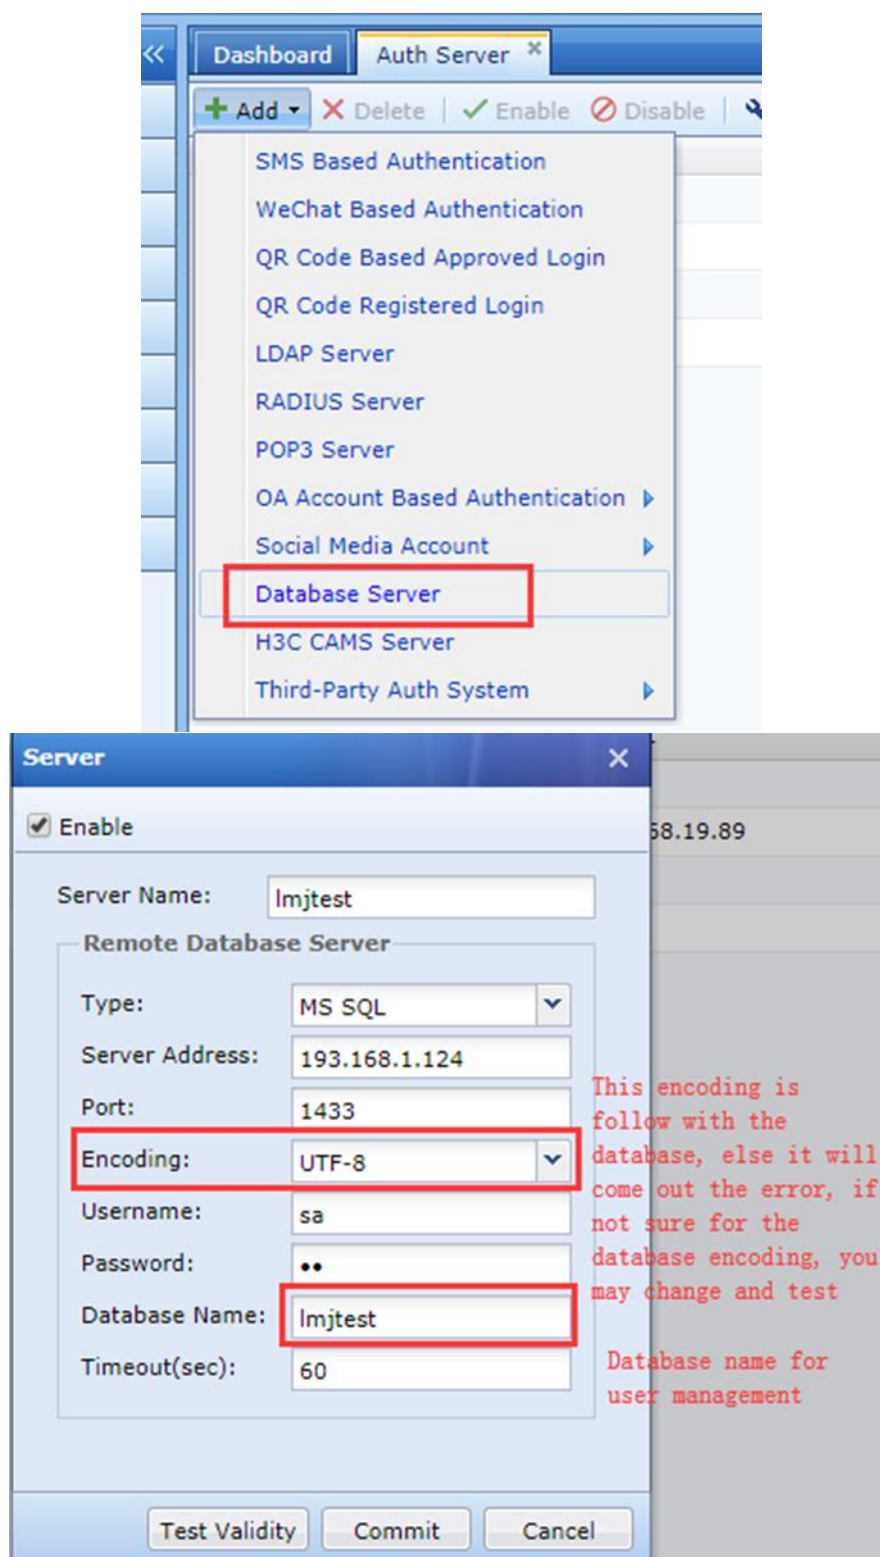 Dashboard
Auth Server
Add
Delete
Enable
Disable
SMS Based Authentication
WeChat Based Authentication
QR Code Based Approved Login
QR Code Registered Login
LDAP Server
RADIUS Server
POP3 Server
OA Account Based Authentication
Social Media Account
Database Server
H3C CAMS Server
Third-Party Auth System
Server
Enable
68.19.89
Server Name:
lmjtest
Remote Database Server
Type:
MS SQL
Server Address:
193.168.1.124
Port:
1433
Encoding:
UTF-8
Username:
sa
Password:
••
Database Name:
lmjtest
Timeout(sec):
60
This encoding is
follow with the
database, else it will
come out the error, if
not sure for the
database encoding, you
may change and test
Database name for
user management
Test Validity
Commit
Cancel